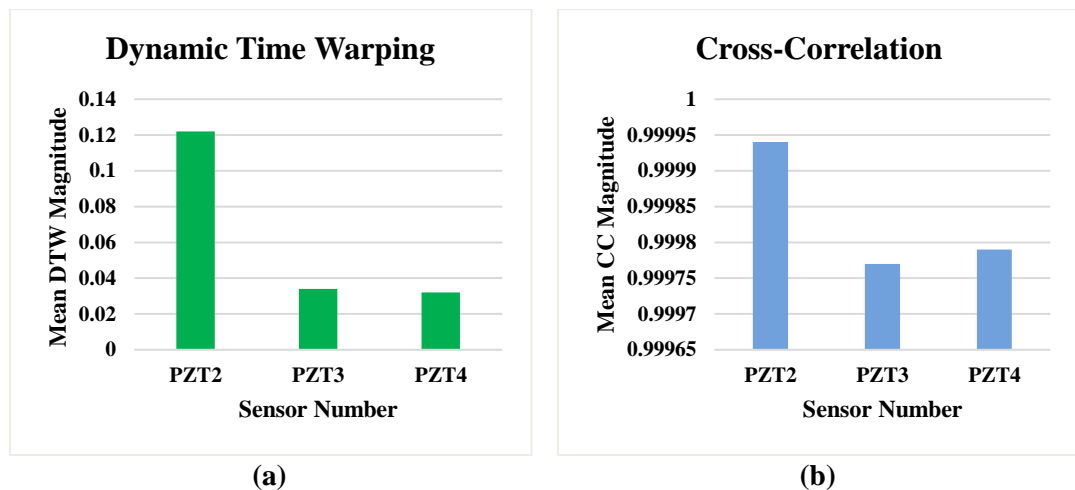 Dynamic Time Warping
Mean DTW Magnitude
0.14
0.12
0.1
0.08
0.06
0.04
0.02
0
PZT2 PZT3 PZT4
Sensor Number
(a)
Cross-Correlation
Mean CC Magnitude
1
0.99995
0.9999
0.99985
0.9998
0.99975
0.9997
0.99965
PZT2 PZT3 PZT4
Sensor Number
(b)